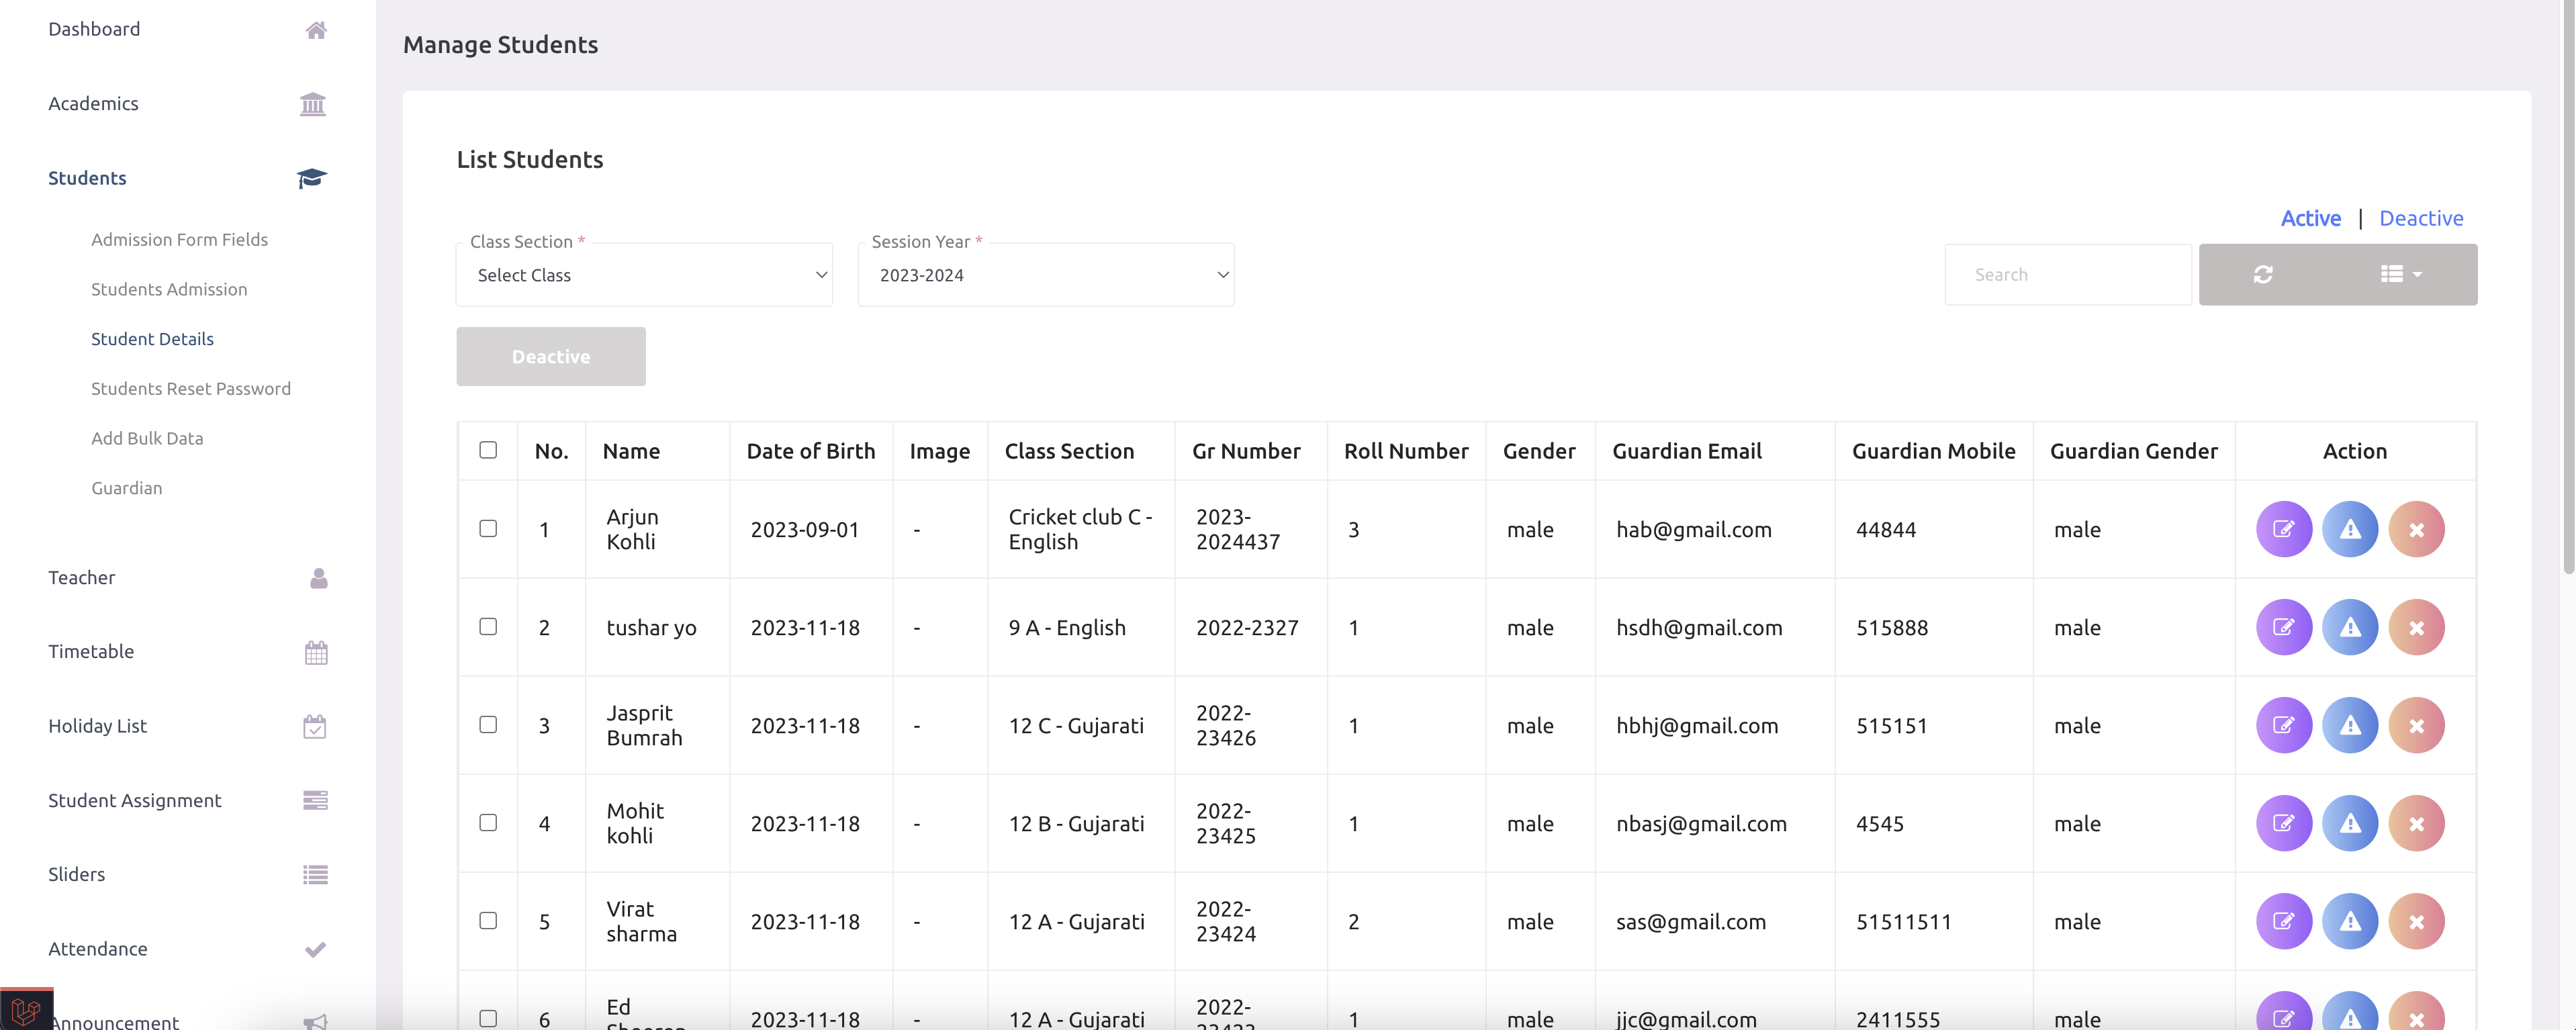 Dashboard
Academics
Students
Admission Form Fields
Students Admission
Student Details
Students Reset Password
Add Bulk Data
Guardian
Teacher
Timetable
Holiday List
Student Assignment
Sliders
Attendance
Announcement
Manage Students
List Students
Active | Deactive
Class Section * Session Year *
Select Class 2023-2024 Search
Deactive
No. Name Date of Birth Image Class Section Gr Number Roll Number Gender Guardian Email Guardian Mobile Guardian Gender Action
1 Arjun Kohli 2023-09-01 - Cricket club C - English 2023-2024437 3 male hab@gmail.com 44844 male
2 tushar yo 2023-11-18 - 9 A - English 2022-2327 1 male hsdh@gmail.com 515888 male
3 Jasprit Bumrah 2023-11-18 - 12 C - Gujarati 2022-23426 1 male hbhj@gmail.com 515151 male
4 Mohit kohli 2023-11-18 - 12 B - Gujarati 2022-23425 1 male nbasj@gmail.com 4545 male
5 Virat sharma 2023-11-18 - 12 A - Gujarati 2022-23424 2 male sas@gmail.com 51511511 male
6 Ed 2023-11-18 - 12 A - Gujarati 2022- 1 male jjc@gmail.com 2411555 male